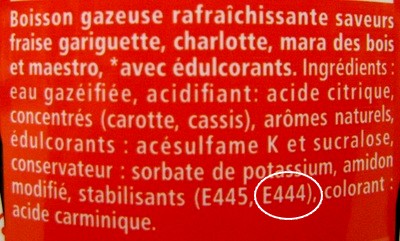 Boisson gazeuse rafraîchissante saveurs
fraise gariguette, charlotte, mara des bois
et maestro, *avec édulcorants. Ingrédients :
eau gazéifiée, acidifiant: acide citrique,
concentrés (carotte, cassis), arômes naturels,
édulcorants : acésulfame K et sucralose,
conservateur : sorbate de potassium, amidon
modifié, stabilisants (E445, E444), colorant :
acide carminique.